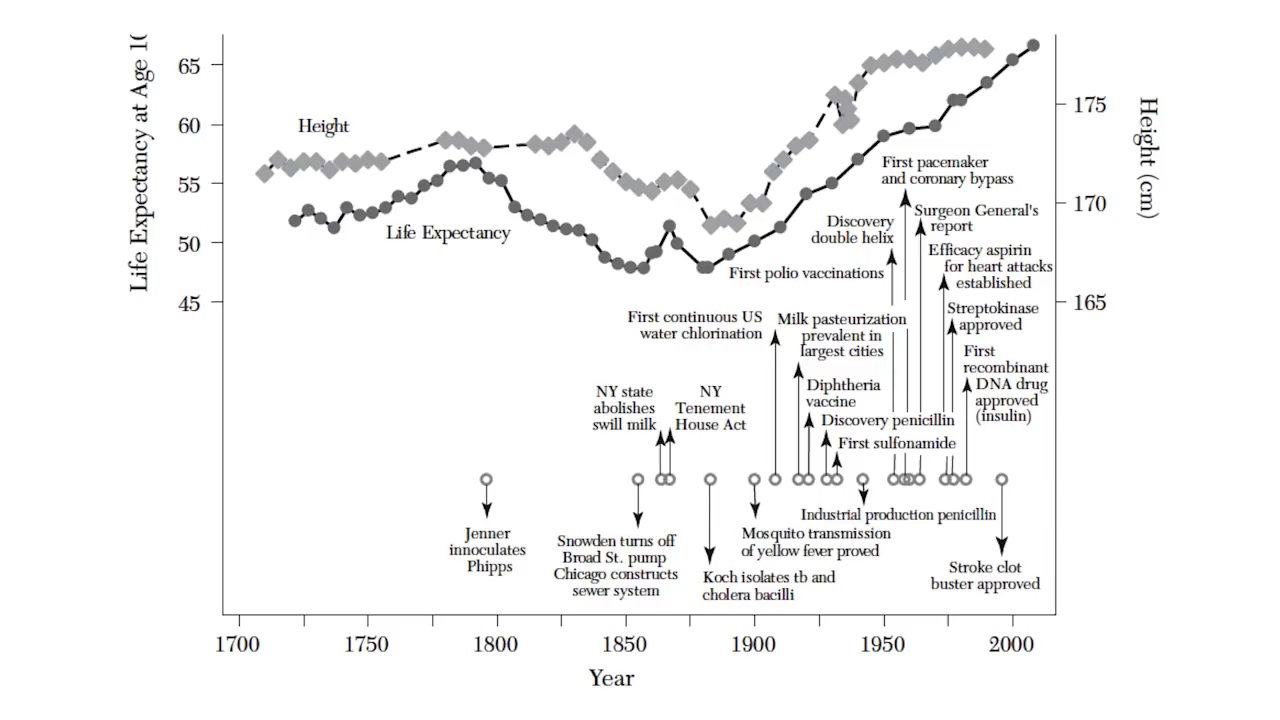 Life Expectancy at Age 1
65
60
55
50
45
Height
Life Expectancy
175
170
165
Height (cm)
First pacemaker
and coronary bypass
Discovery
double helix
Surgeon General's
report
First polio vaccinations
Efficacy aspirin
for heart attacks
established
First continuous US
water chlorination
Milk pasteurization
prevalent in
largest cities
Streptokinase
approved
First
recombinant
DNA drug
approved
(insulin)
NY state
abolishes
swill milk
NY
Tenement
House Act
Diphtheria
vaccine
Discovery penicillin
First sulfonamide
Industrial production penicillin
Jenner
innoculates
Phipps
Snowden turns off
Broad St. pump
Chicago constructs
sewer system
Mosquito transmission
of yellow fever proved
Koch isolates tb and
cholera bacilli
Stroke clot
buster approved
1700
1750
1800
1850
1900
1950
2000
Year